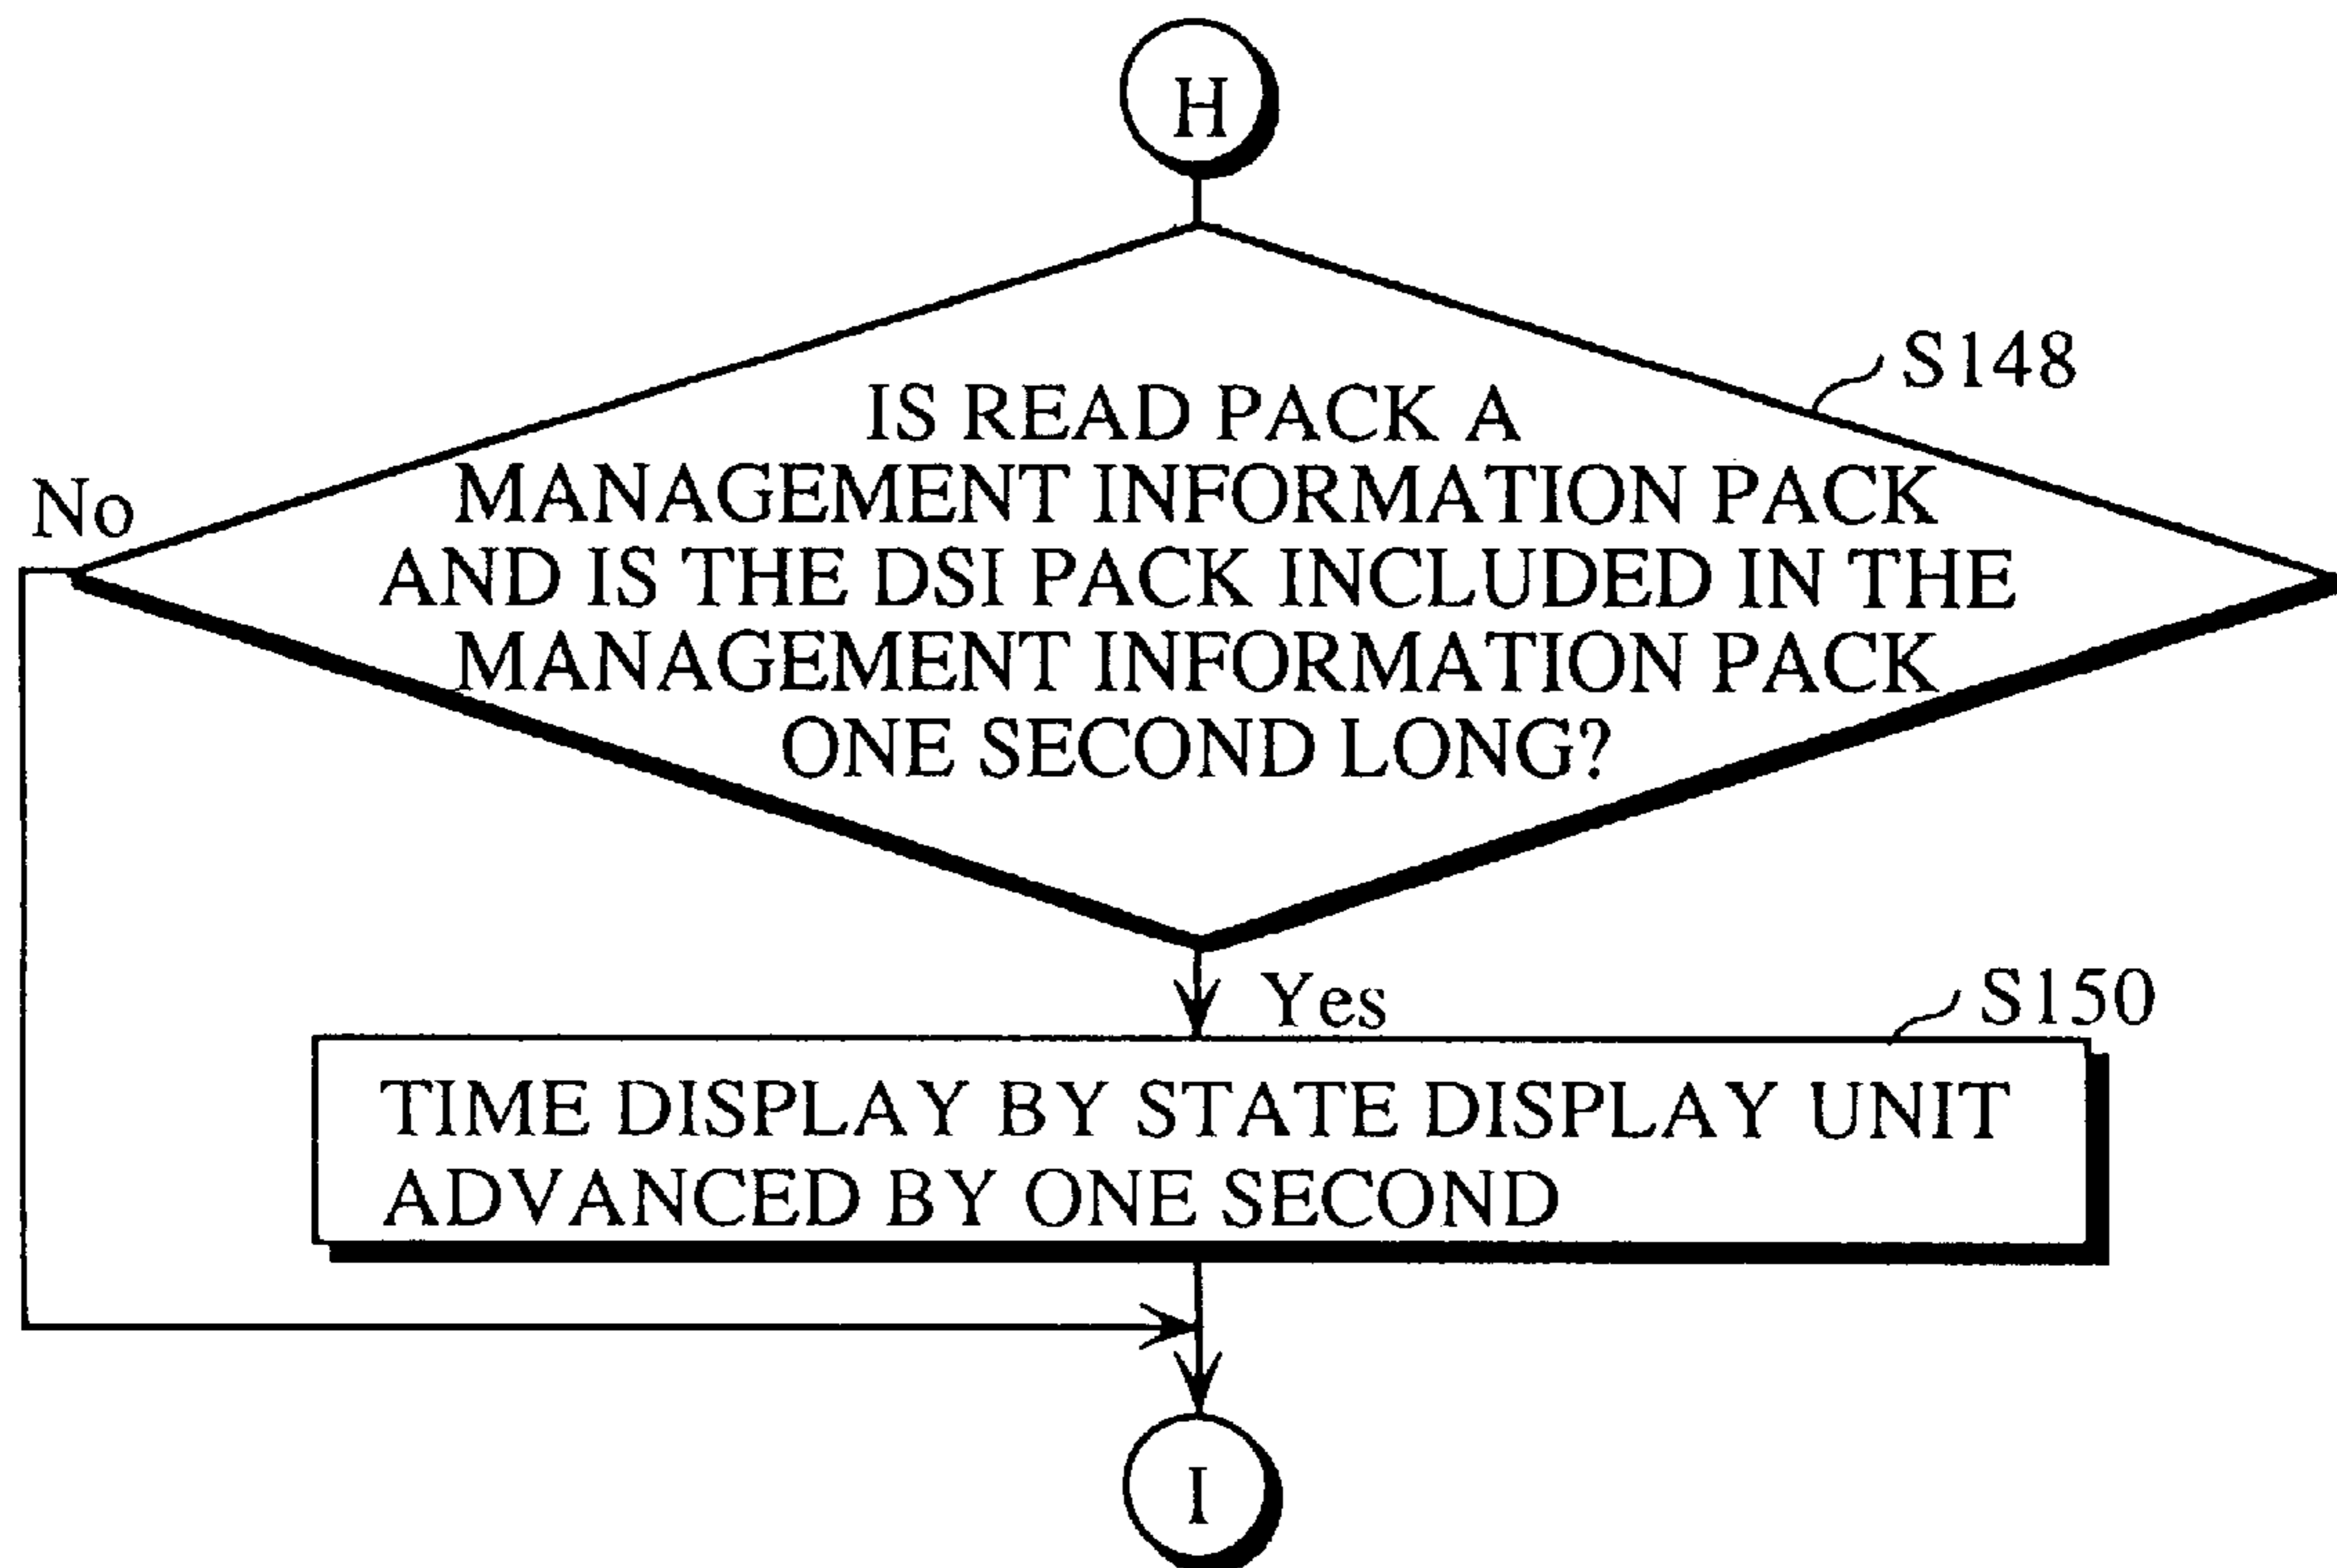 H
S148
IS READ PACK A
MANAGEMENT INFORMATION PACK
No
AND IS THE DSI PACK INCLUDED IN THE
MANAGEMENT INFORMATION PACK
ONE SECOND LONG?
Yes
S150
TIME DISPLAY BY STATE DISPLAY UNIT
ADVANCED BY ONE SECOND
I